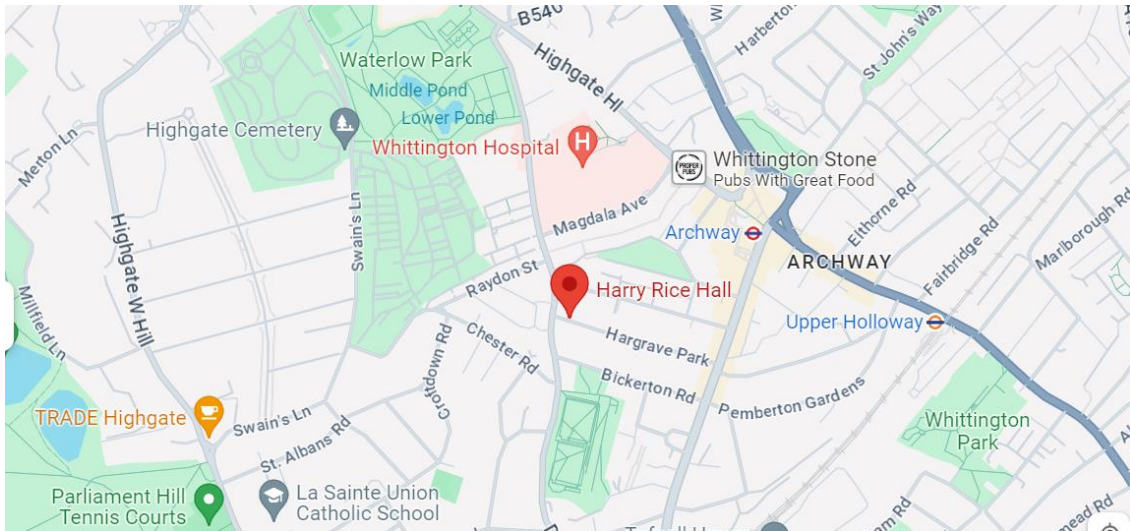 B540
Highgate Hl
Harberton
St John's Way
Waterlow Park
Middle Pond
Lower Pond
Highgate Cemetery
Merton Ln
Whittington Hospital
H
PROPER
PUBS
Whittington Stone
Pubs With Great Food
Magdala Ave
Archway
ARCHWAY
Elthorne Rd
Fairbridge Rd
Marlborough Rd
Highgate W Hill
Swain's Ln
Raydon St
Harry Rice Hall
Upper Holloway
Millfield Ln
Chester Rd
Croftdown Rd
Hargrave Park
Bickerton Rd
Pemberton Gardens
TRADE Highgate
Swain's Ln
St. Albans Rd
Whittington
Park
Parliament Hill
Tennis Courts
La Sainte Union
Catholic School